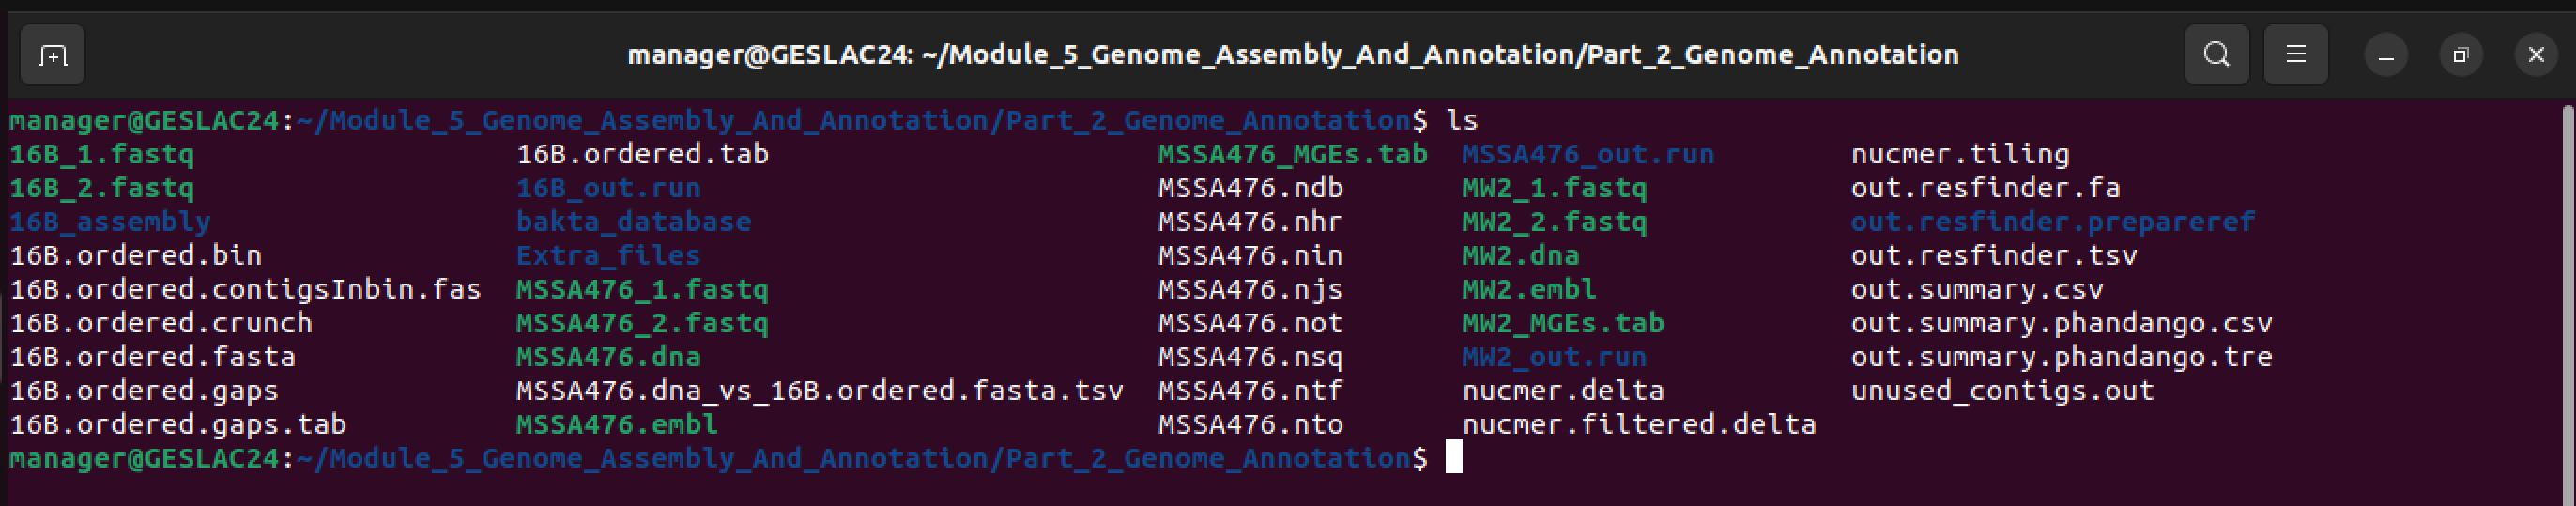 manager@GESLAC24: ~/Module_5_Genome_Assembly_And_Annotation/Part_2_Genome_Annotation
manager@GESLAC24:~/Module_5_Genome_Assembly_And_Annotation/Part_2_Genome_Annotation$ ls
16B_1.fastq 16B.ordered.tab MSSA476_MGEs.tab MSSA476_out.run nucmer.tiling
16B_2.fastq 16B_out.run MSSA476.ndb MW2_1.fastq out.resfinder.fa
16B_assembly bakta_database MSSA476.nhr MW2_2.fastq out.resfinder.prepareref
16B.ordered.bin Extra_files MSSA476.nin MW2.dna out.resfinder.tsv
16B.ordered.contigsInbin.fas MSSA476_1.fastq MSSA476.njs MW2.embl out.summary.csv
16B.ordered.crunch MSSA476_2.fastq MSSA476.not MW2_MGEs.tab out.summary.phandango.csv
16B.ordered.fasta MSSA476.dna MSSA476.nsq MW2_out.run out.summary.phandango.tre
16B.ordered.gaps MSSA476.dna_vs_16B.ordered.fasta.tsv MSSA476.ntf nucmer.delta unused_contigs.out
16B.ordered.gaps.tab MSSA476.embl MSSA476.nto nucmer.filtered.delta
manager@GESLAC24:~/Module_5_Genome_Assembly_And_Annotation/Part_2_Genome_Annotation$